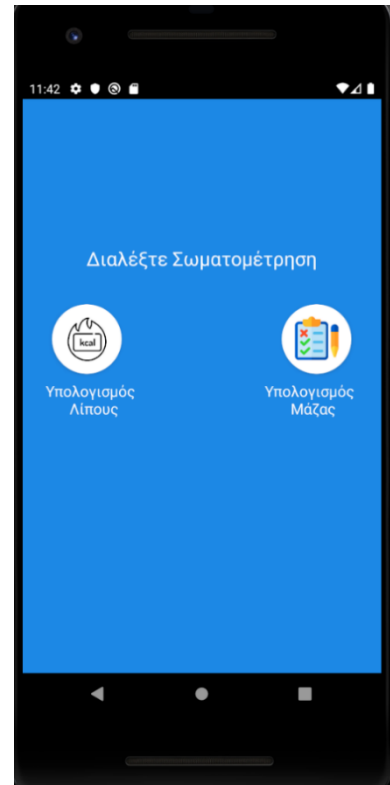 11:42
Διαλέξτε Σωματομέτρηση
kcal
Υπολογισμός
Λίπους
Υπολογισμός
Μάζας